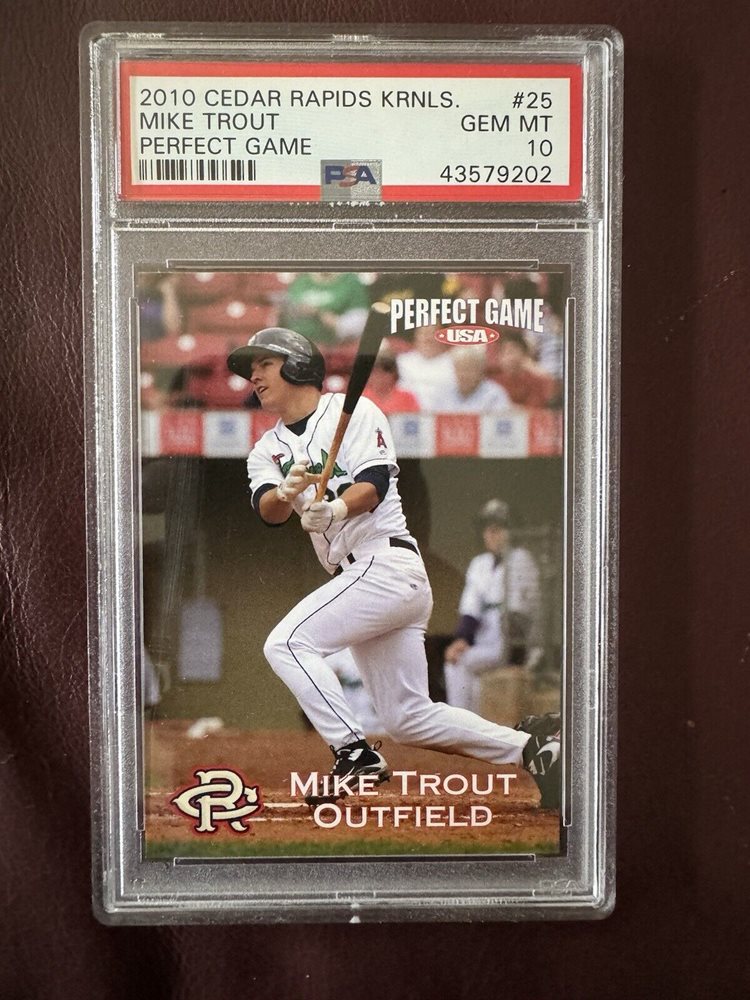 2010 CEDAR RAPIDS KRNLS. #25
MIKE TROUT GEM MT
PERFECT GAME 10
PSA 43579202
PERFECT GAME
USA
A
CR
MIKE TROUT
OUTFIELD